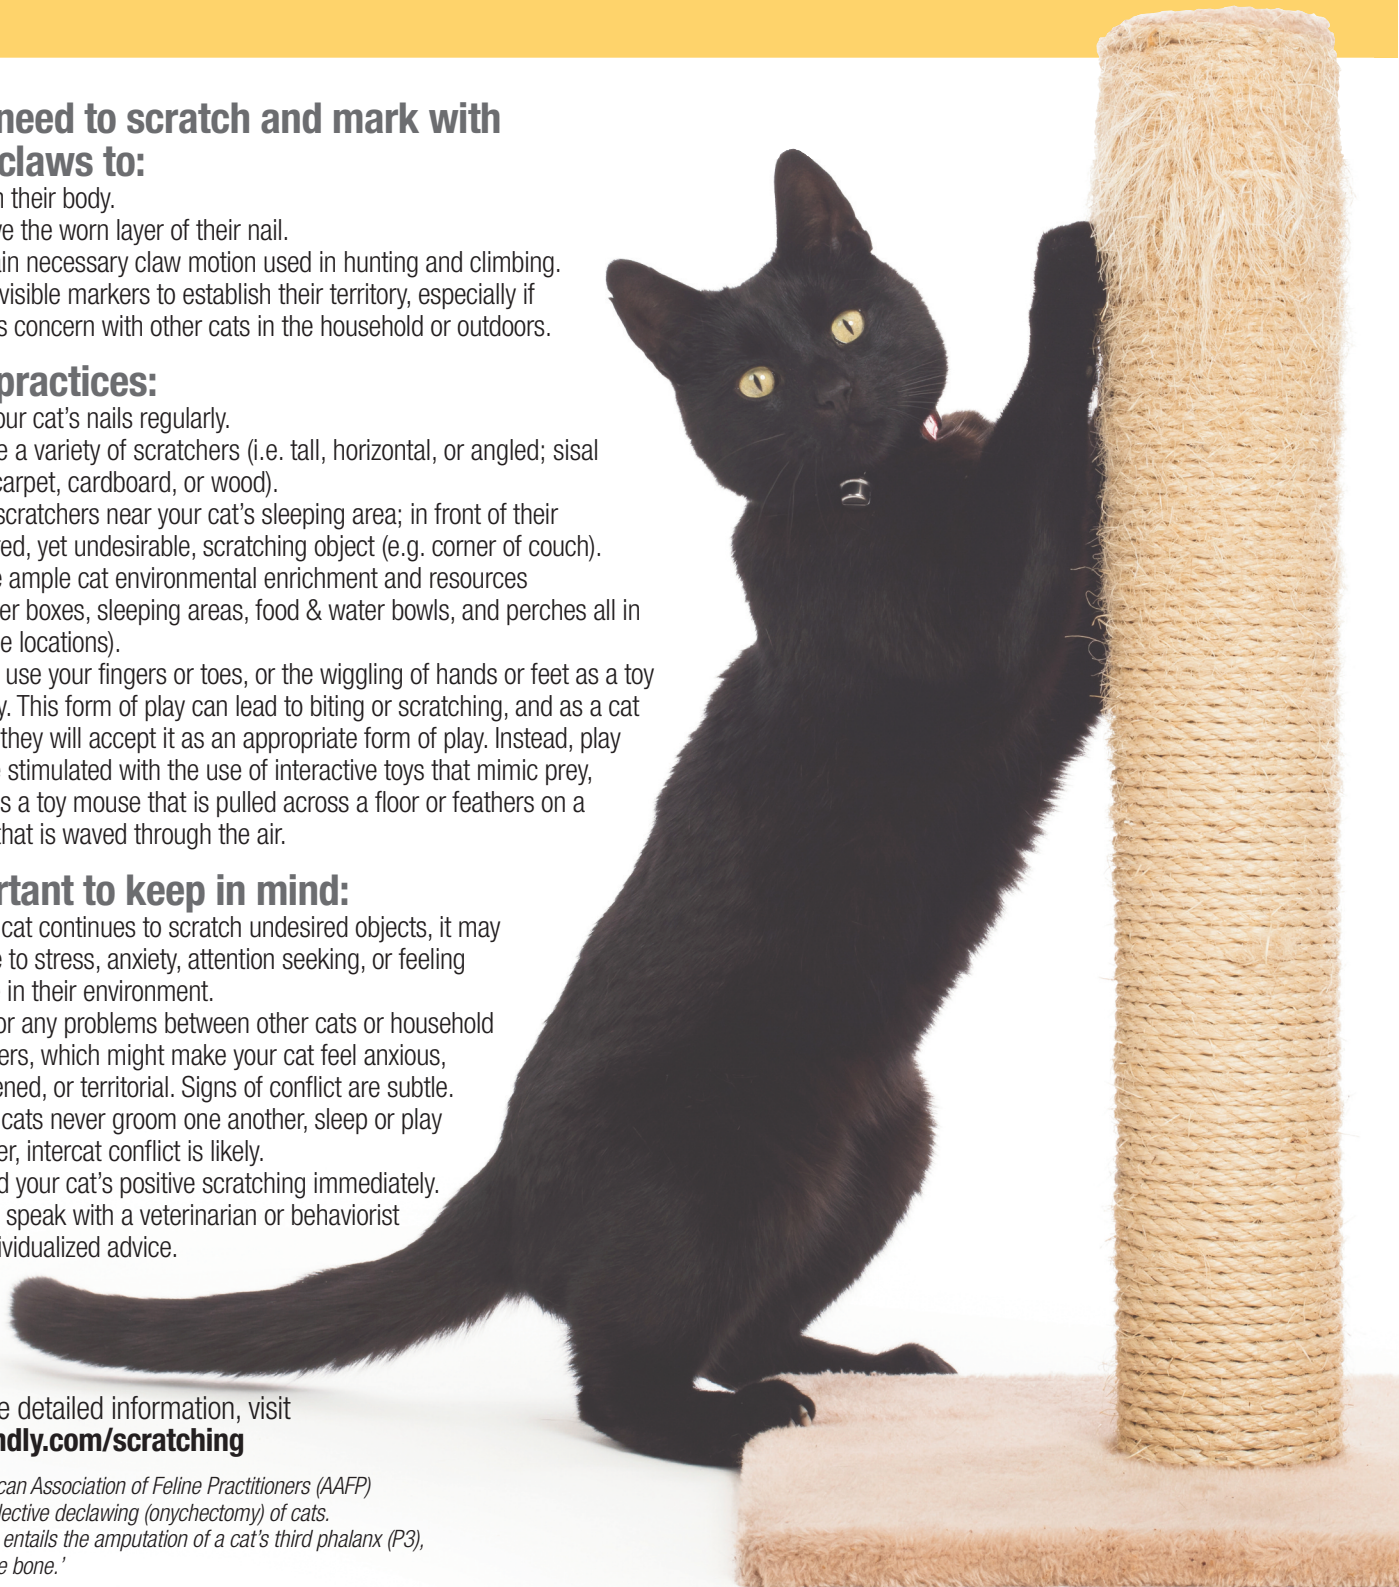 need to scratch and mark with
claws to:
their body.
the worn layer of their nail.
necessary claw motion used in hunting and climbing.
visible markers to establish their territory, especially if
concern with other cats in the household or outdoors.
practices:
cat's nails regularly.
a variety of scratchers (i.e. tall, horizontal, or angled; sisal
carpet, cardboard, or wood).
scratchers near your cat's sleeping area; in front of their
yet undesirable, scratching object (e.g. corner of couch).
ample cat environmental enrichment and resources
boxes, sleeping areas, food & water bowls, and perches all in
locations).
use your fingers or toes, or the wiggling of hands or feet as a toy
This form of play can lead to biting or scratching, and as a cat
they will accept it as an appropriate form of play. Instead, play
stimulated with the use of interactive toys that mimic prey,
a toy mouse that is pulled across a floor or feathers on a
that is waved through the air.
to keep in mind:
cat continues to scratch undesired objects, it may
to stress, anxiety, attention seeking, or feeling
in their environment.
or any problems between other cats or household
which might make your cat feel anxious,
or territorial. Signs of conflict are subtle.
cats never groom one another, sleep or play
intercat conflict is likely.
your cat's positive scratching immediately.
speak with a veterinarian or behaviorist
advice.
detailed information, visit
ndly.com/scratching
can Association of Feline Practitioners (AAFP)
lective declawing (onychectomy) of cats.
entails the amputation of a cat's third phalanx (P3),
bone.'